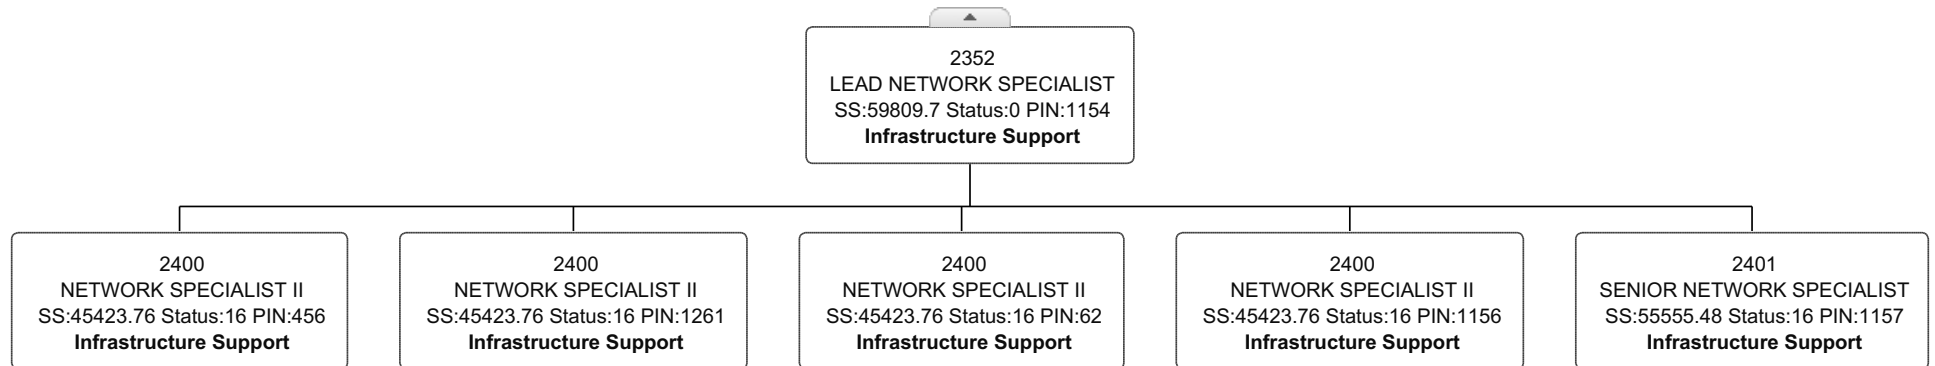 2352
LEAD NETWORK SPECIALIST
SS:59809.7 Status:0 PIN:1154
Infrastructure Support
2400
NETWORK SPECIALIST II
SS:45423.76 Status:16 PIN:456
Infrastructure Support
2400
NETWORK SPECIALIST II
SS:45423.76 Status:16 PIN:1261
Infrastructure Support
2400
NETWORK SPECIALIST II
SS:45423.76 Status:16 PIN:62
Infrastructure Support
2400
NETWORK SPECIALIST II
SS:45423.76 Status:16 PIN:1156
Infrastructure Support
2401
SENIOR NETWORK SPECIALIST
SS:55555.48 Status:16 PIN:1157
Infrastructure Support